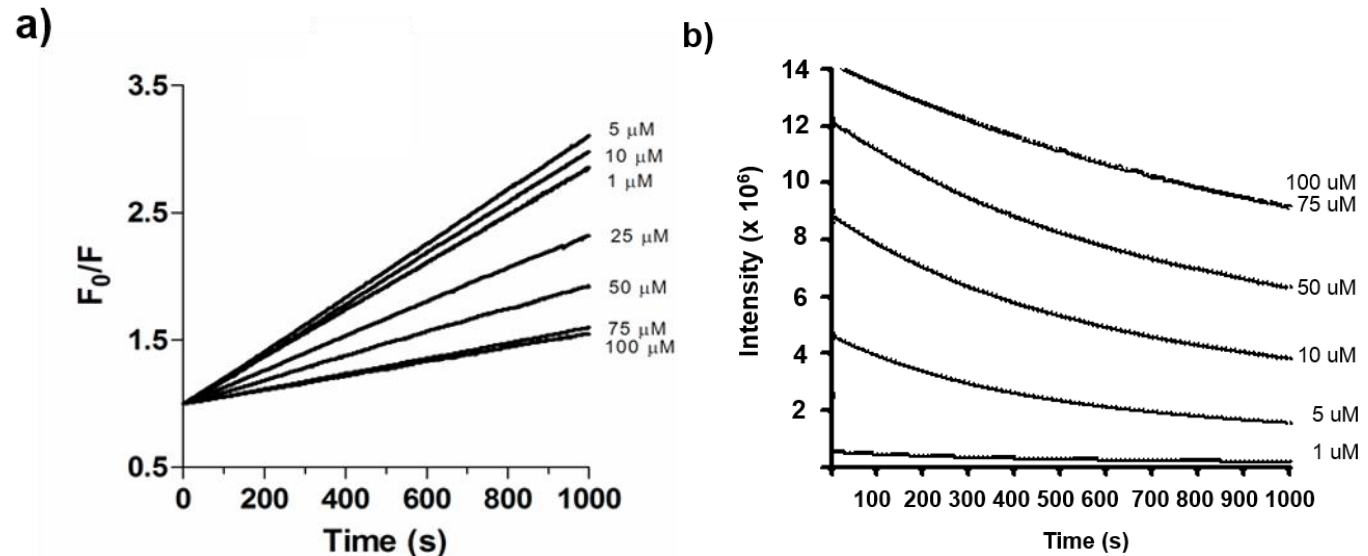 a)
3.5
2.5
1.5
0.5
F0/F
0 200 400 600 800 1000
Time (s)
5 μM
10 μM
1 μM
25 μM
50 μM
75 μM
100 μM
b)
14
12
10
8
6
4
2
Intensity (x 10⁶)
100 200 300 400 500 600 700 800 900 1000
Time (s)
100 uM
75 uM
50 uM
10 uM
5 uM
1 uM